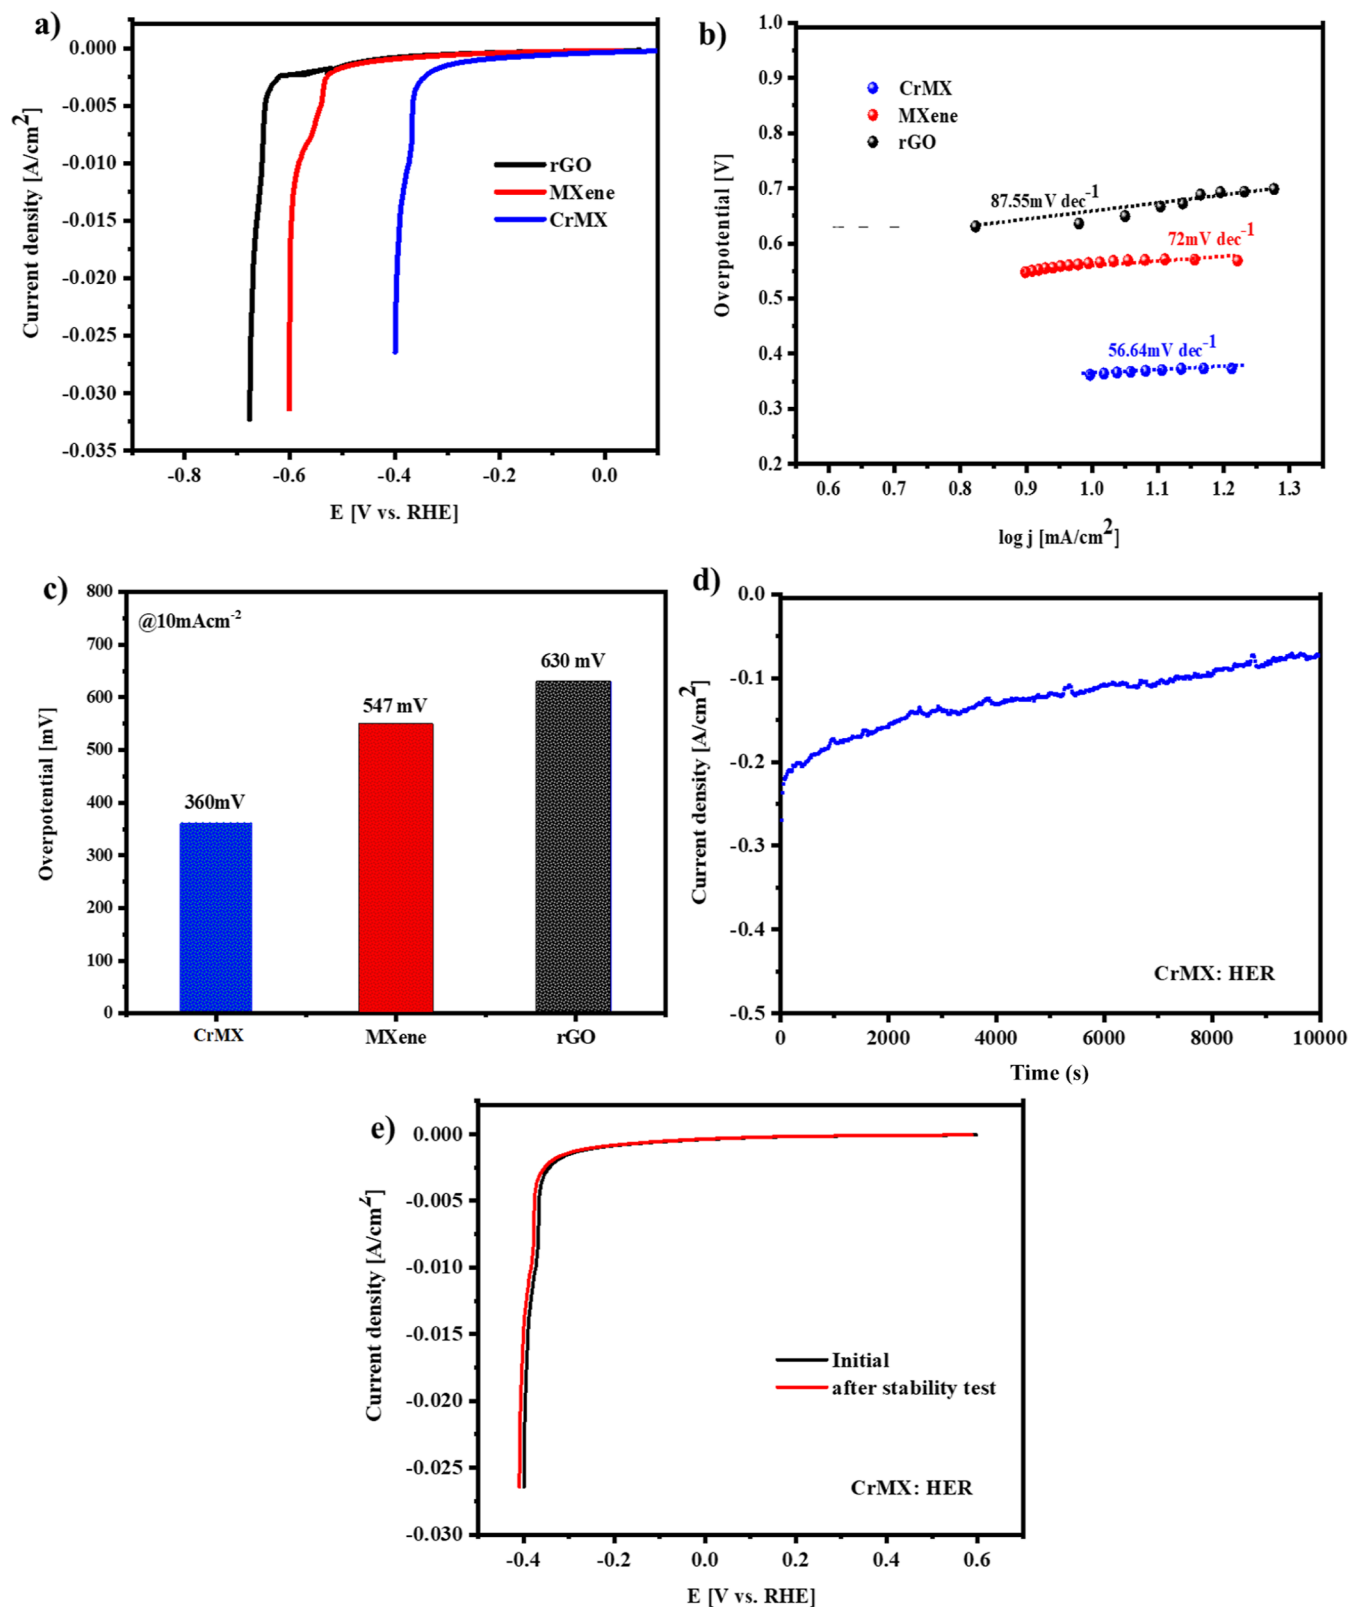 a)
0.000
-0.005
-0.010
-0.015
-0.020
-0.025
-0.030
-0.035
Current density [A/cm2]
rGO
MXene
CrMX
-0.8
-0.6
-0.4
-0.2
0.0
E [V vs. RHE]
b)
1.0
0.9
0.8
0.7
0.6
0.5
0.4
0.3
0.2
Overpotential [V]
CrMX
MXene
rGO
87.55mV dec-1
72mV dec-1
56.64mV dec-1
0.6
0.7
0.8
0.9
1.0
1.1
1.2
1.3
log j [mA/cm2]
c)
800
700
600
500
400
300
200
100
0
Overpotential [mV]
@10mAcm-2
360mV
547 mV
630 mV
CrMX
MXene
rGO
d)
0.0
-0.1
-0.2
-0.3
-0.4
-0.5
Current density [A/cm2]
CrMX: HER
0
2000
4000
6000
8000
10000
Time (s)
e)
0.000
-0.005
-0.010
-0.015
-0.020
-0.025
-0.030
Current density [A/cm2]
Initial
after stability test
CrMX: HER
-0.4
-0.2
0.0
0.2
0.4
0.6
E [V vs. RHE]